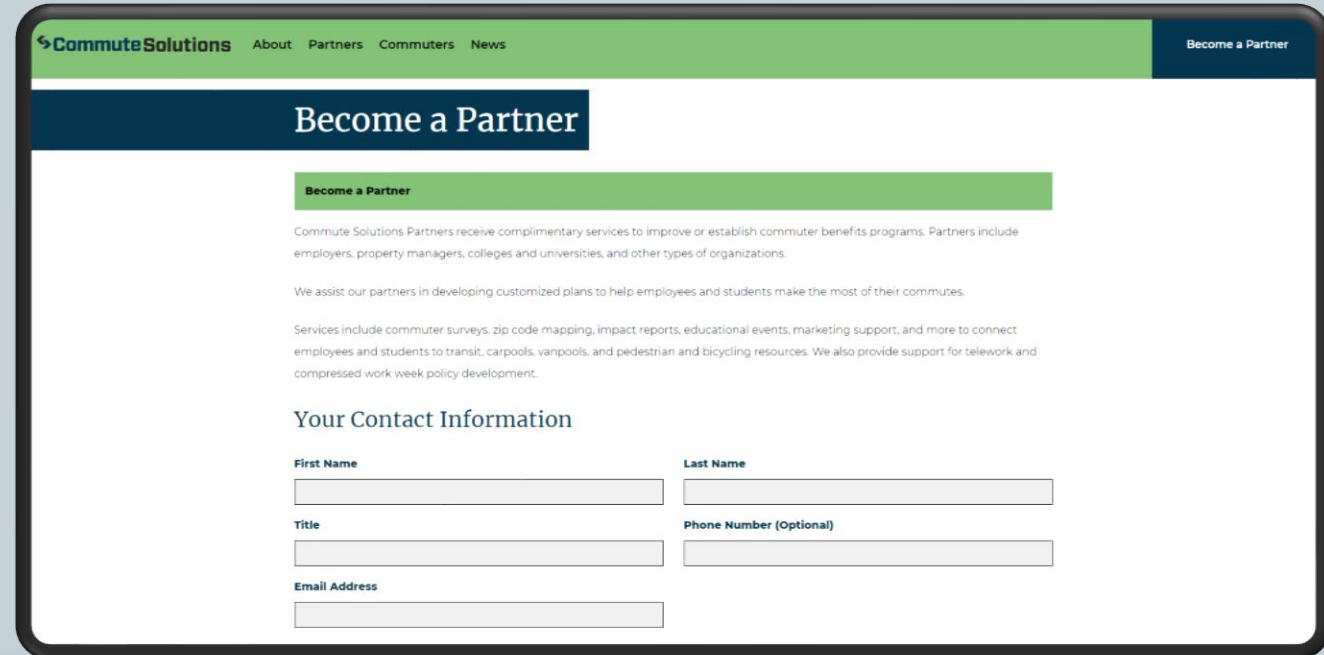 CommuteSolutions About Partners Commuters News Become a Partner
Become a Partner
Become a Partner
Commute Solutions Partners receive complimentary services to improve or establish commuter benefits programs. Partners include
employers, property managers, colleges and universities, and other types of organizations.
We assist our partners in developing customized plans to help employees and students make the most of their commutes.
Services include commuter surveys, zip code mapping, impact reports, educational events, marketing support, and more to connect
employees and students to transit, carpools, vanpools, and pedestrian and bicycling resources. We also provide support for telework and
compressed work week policy development.
Your Contact Information
First Name Last Name
Title Phone Number (Optional)
Email Address